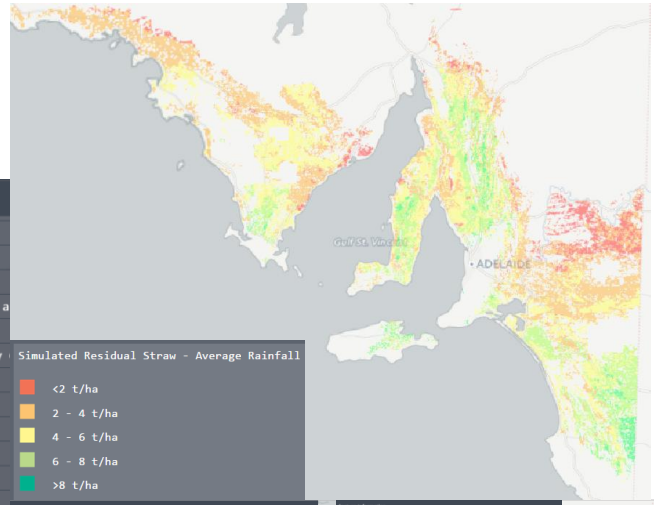 Gulf St. Vincent
ADELAIDE
a
Simulated Residual Straw - Average Rainfall
<2 t/ha
2 - 4 t/ha
4 - 6 t/ha
6 - 8 t/ha
>8 t/ha